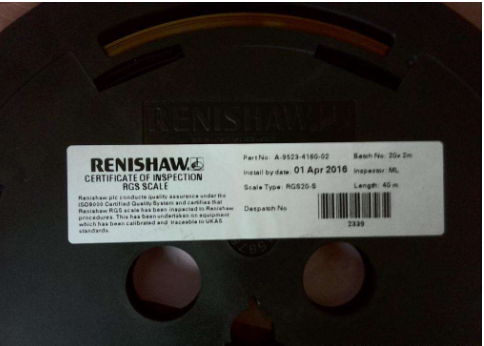 RENISHAW
RENISHAW.
CERTIFICATE OF INSPECTION
RGS SCALE
Renishaw plc conducts quality assurance under the
ISO9000 Certified Quality System and certifies that
Renishaw RGS scale has been inspected to Renishaw
procedures. This has been undertaken on equipment
which has been calibrated and traceable to UKAS
standards.
Part No: A-9523-4180-02 Batch No: 20x 2m
Install by date: 01 Apr 2016 Inspector: ML
Scale Type: RGS20-S Length: 40 m
Despatch No
2339